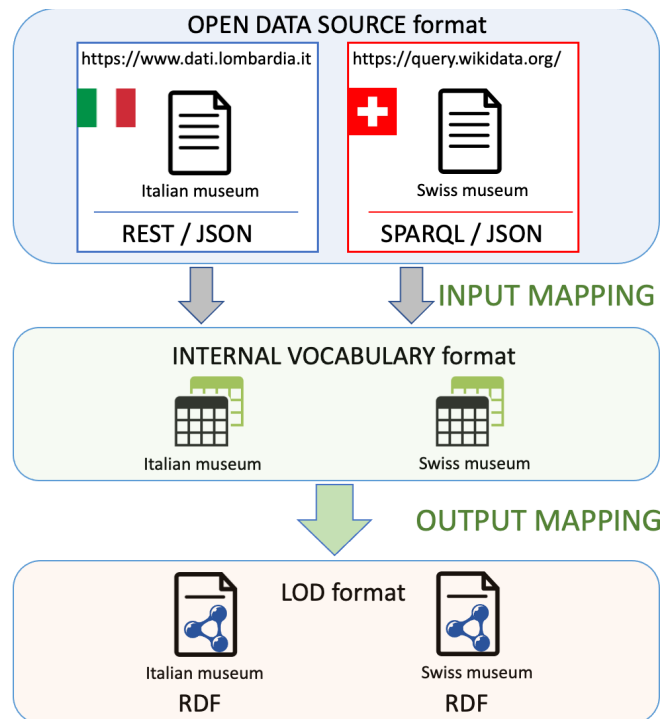 OPEN DATA SOURCE format
https://www.dati.lombardia.it
https://query.wikidata.org/
Italian museum
Swiss museum
REST / JSON
SPARQL / JSON
INPUT MAPPING
INTERNAL VOCABULARY format
Italian museum
Swiss museum
OUTPUT MAPPING
LOD format
Italian museum
Swiss museum
RDF
RDF